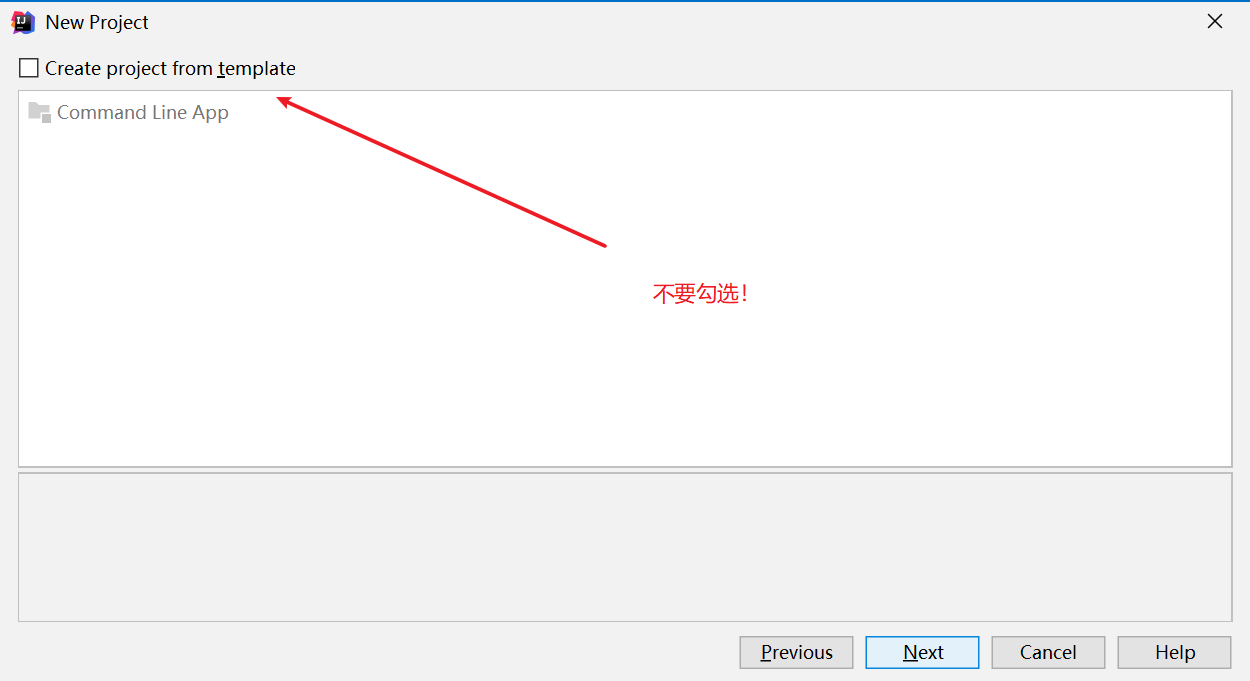 New Project
Create project from template
Command Line App
不要勾选！
Previous
Next
Cancel
Help